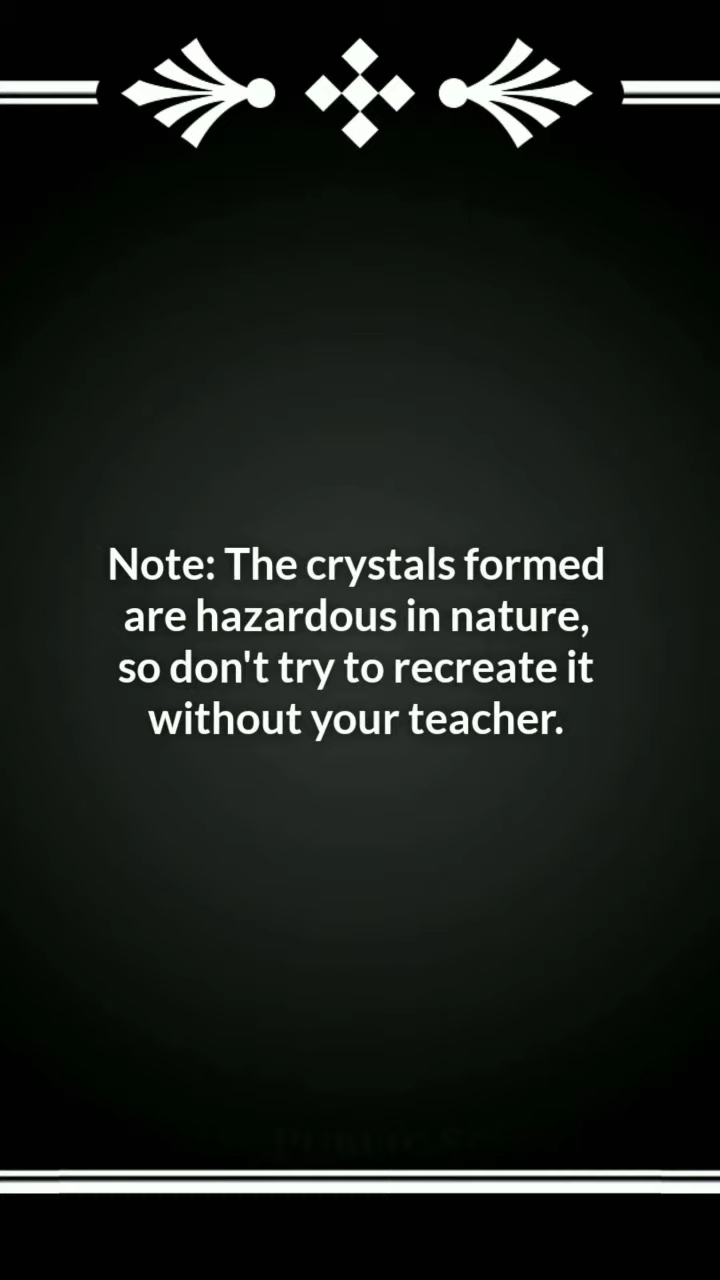 Note: The crystals formed
are hazardous in nature,
so don't try to recreate it
without your teacher.